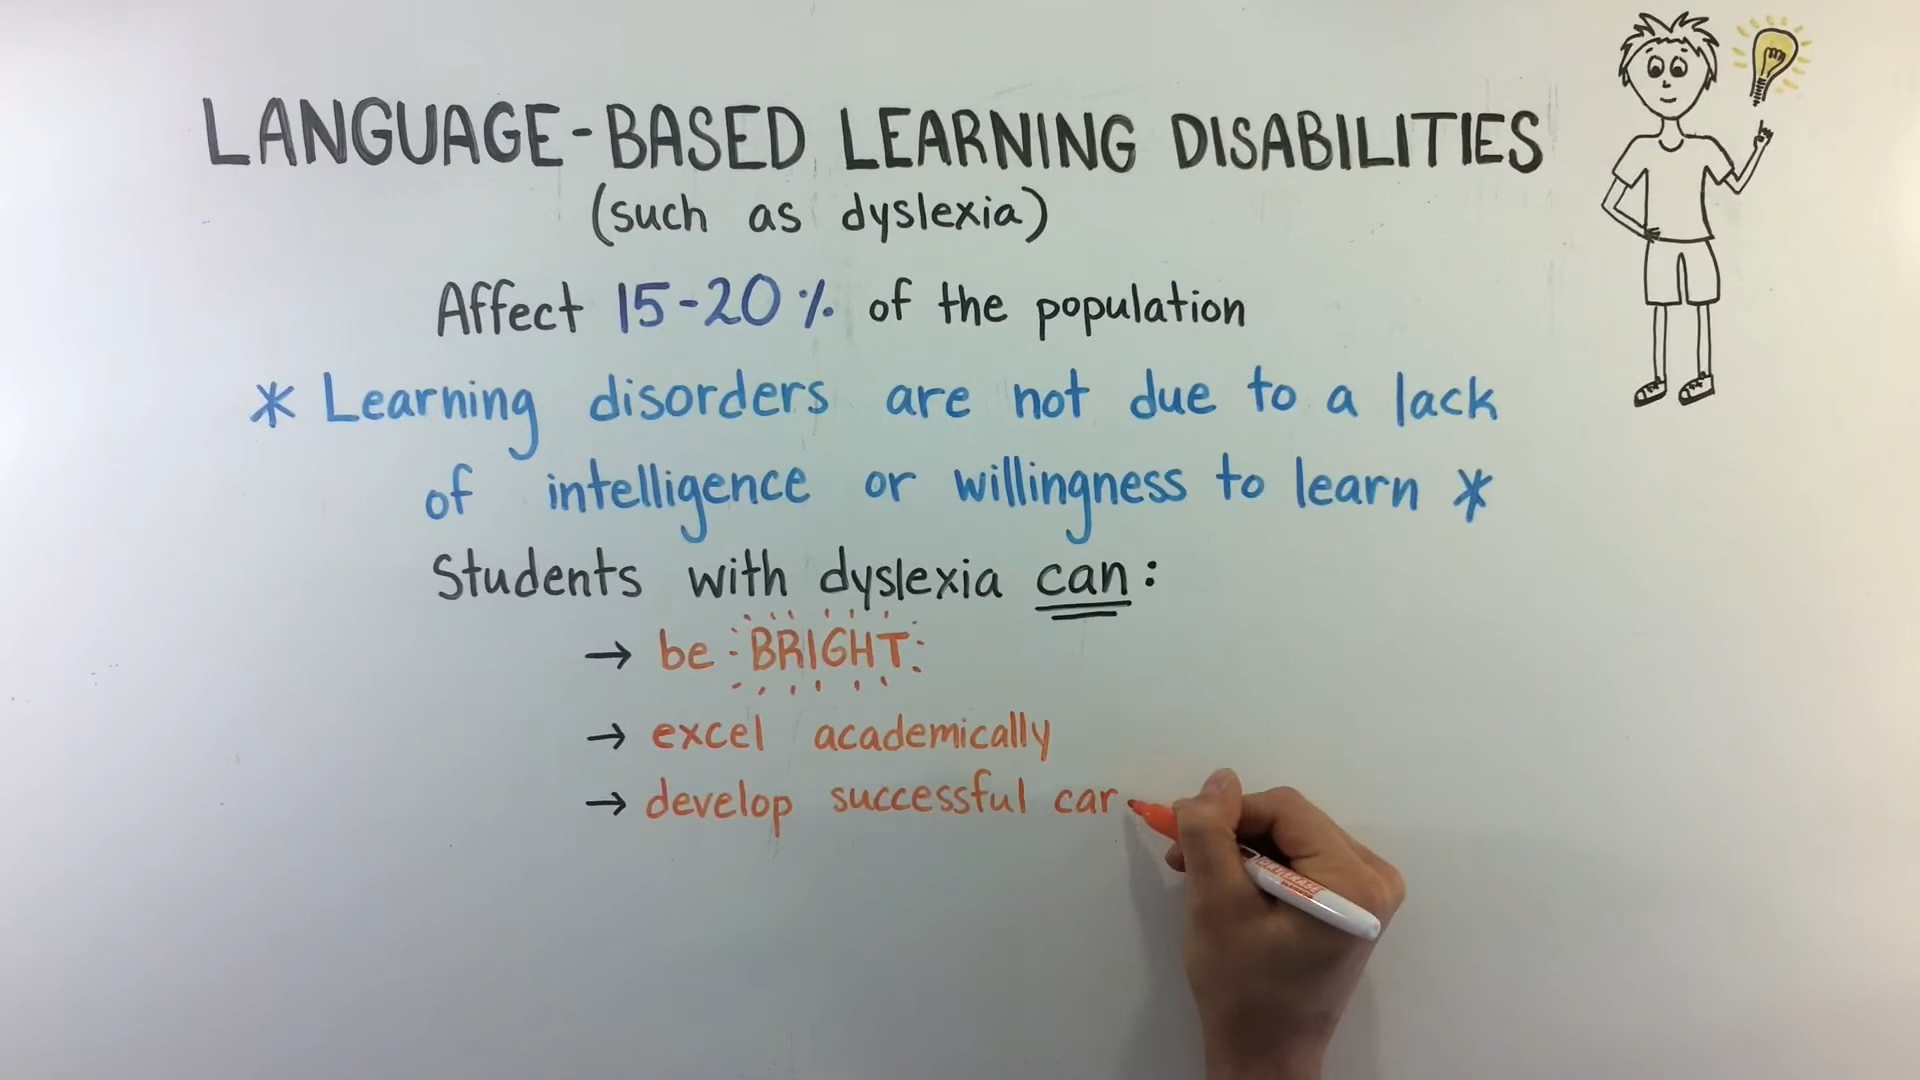 LANGUAGE-BASED LEARNING DISABILITIES
(such as dyslexia)
Affect 15-20% of the population
* Learning disorders are not due to a lack
of intelligence or willingness to learn *
Students with dyslexia can:
→ be BRIGHT
→ excel academically
→ develop successful car